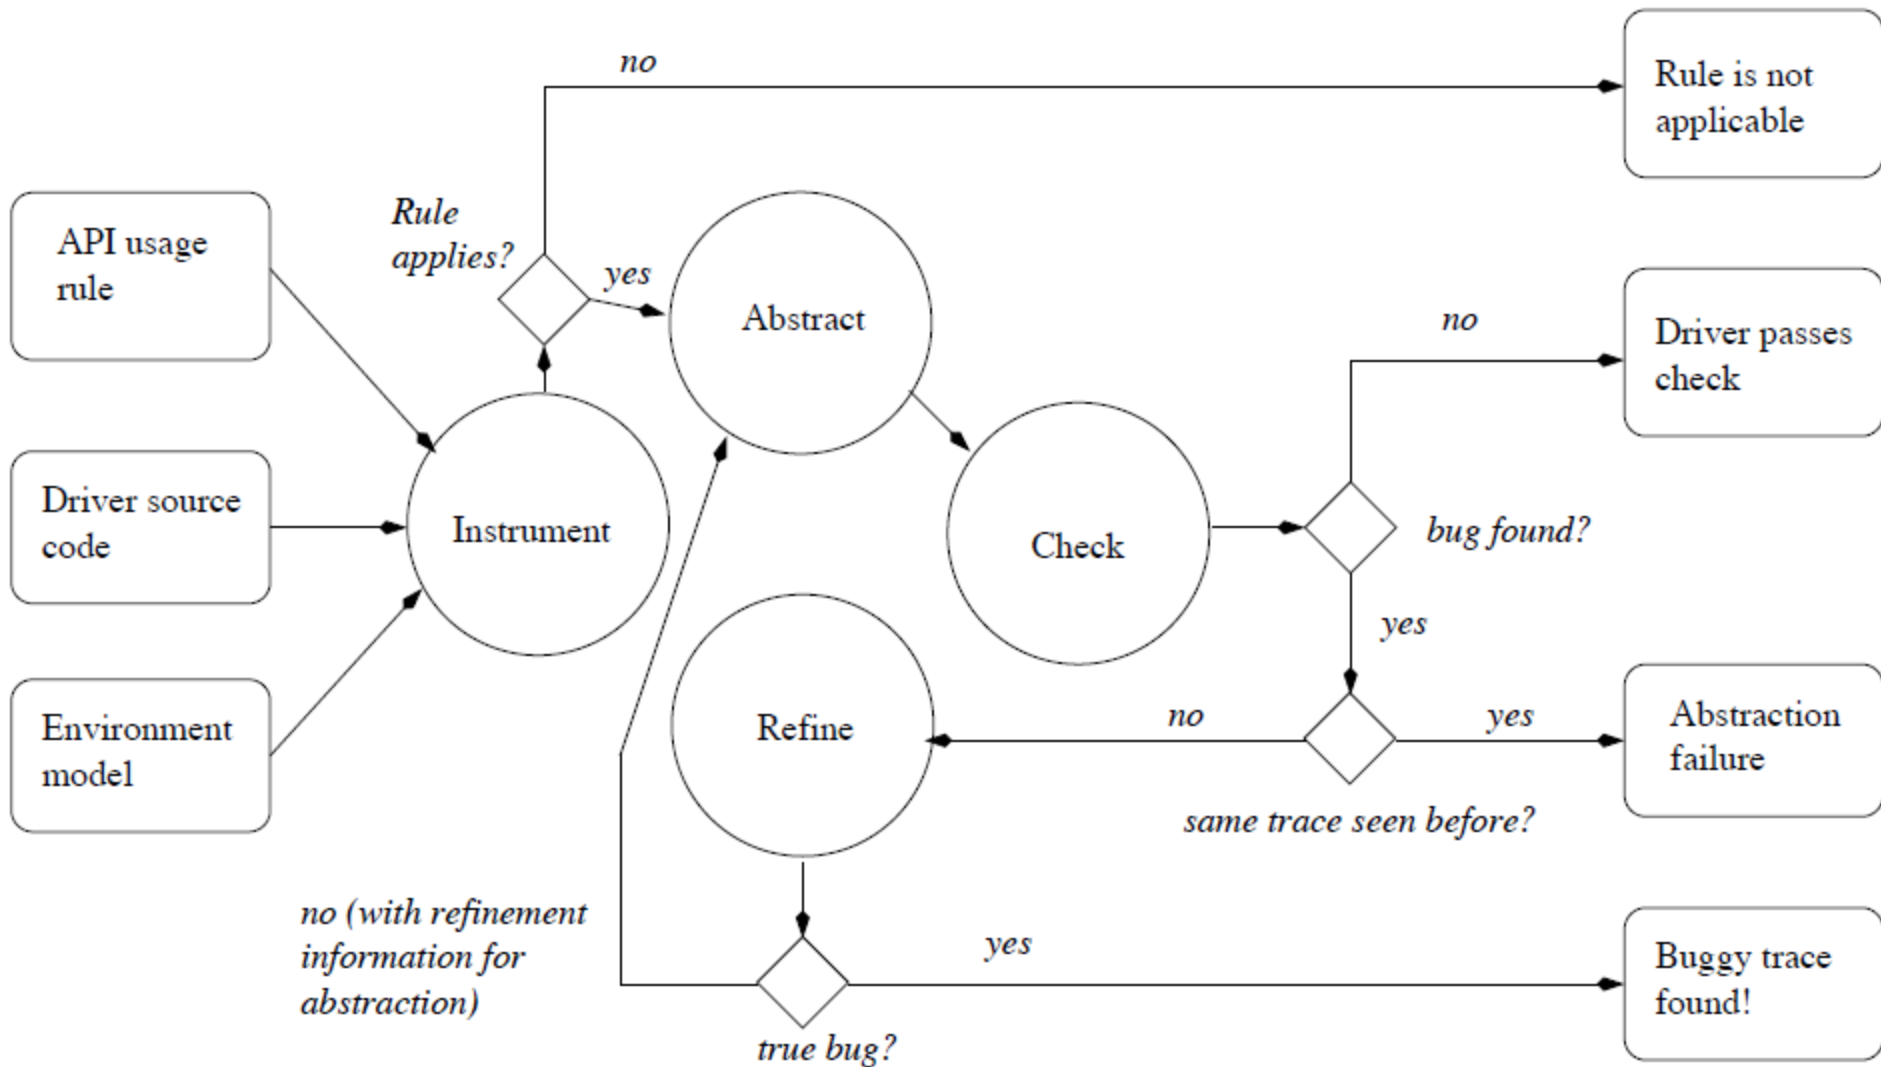 no
Rule is not
applicable
Rule
applies?
yes
API usage
rule
Abstract
no
Driver passes
check
Driver source
code
Instrument
Check
bug found?
yes
Environment
model
Refine
no
yes
Abstraction
failure
same trace seen before?
no (with refinement
information for
abstraction)
yes
Buggy trace
found!
true bug?